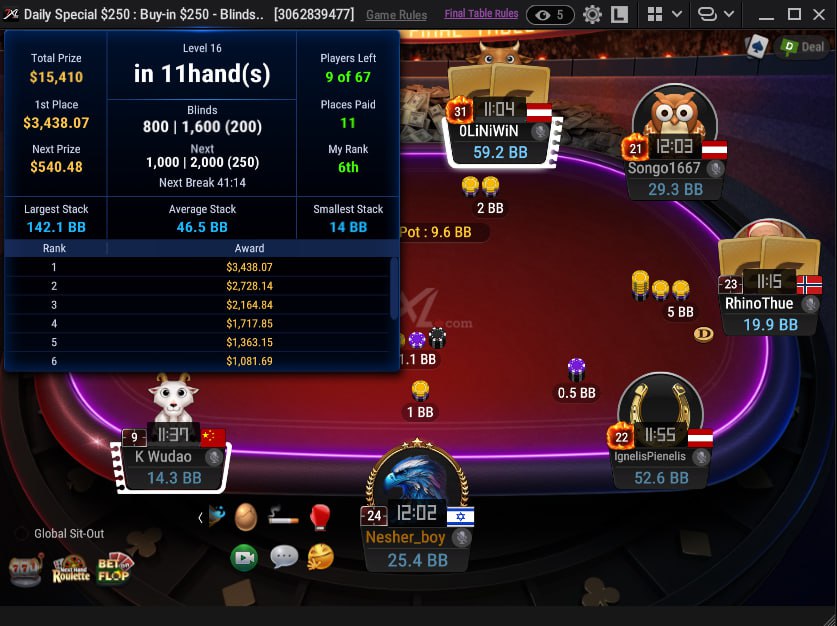 Daily Special $250 : Buy-in $250 - Blinds.. [3062839477] Game Rules Final Table Rules 5 L
Deal
Total Prize
$15,410
1st Place
$3,438.07
Next Prize
$540.48
Level 16
in 11hand(s)
Blinds
800 | 1,600 (200)
Next
1,000 | 2,000 (250)
Next Break 41:14
Players Left
9 of 67
Places Paid
11
My Rank
6th
Largest Stack
142.1 BB
Average Stack
46.5 BB
Smallest Stack
14 BB
Rank Award
1 $3,438.07
2 $2,728.14
3 $2,164.84
4 $1,717.85
5 $1,363.15
6 $1,081.69
31 11:04
0LiNiWiN
59.2 BB
21 12:03
Songo1667
29.3 BB
2 BB
Pot : 9.6 BB
23 11:15
RhinoThue
19.9 BB
5 BB
D
1.1 BB
0.5 BB
1 BB
9 11:37
K Wudao
14.3 BB
22 11:55
IgnelisPienelis
52.6 BB
24 12:02
Nesher_boy
25.4 BB
Global Sit-Out
Next Hand
Roulette
BET on
FLOP